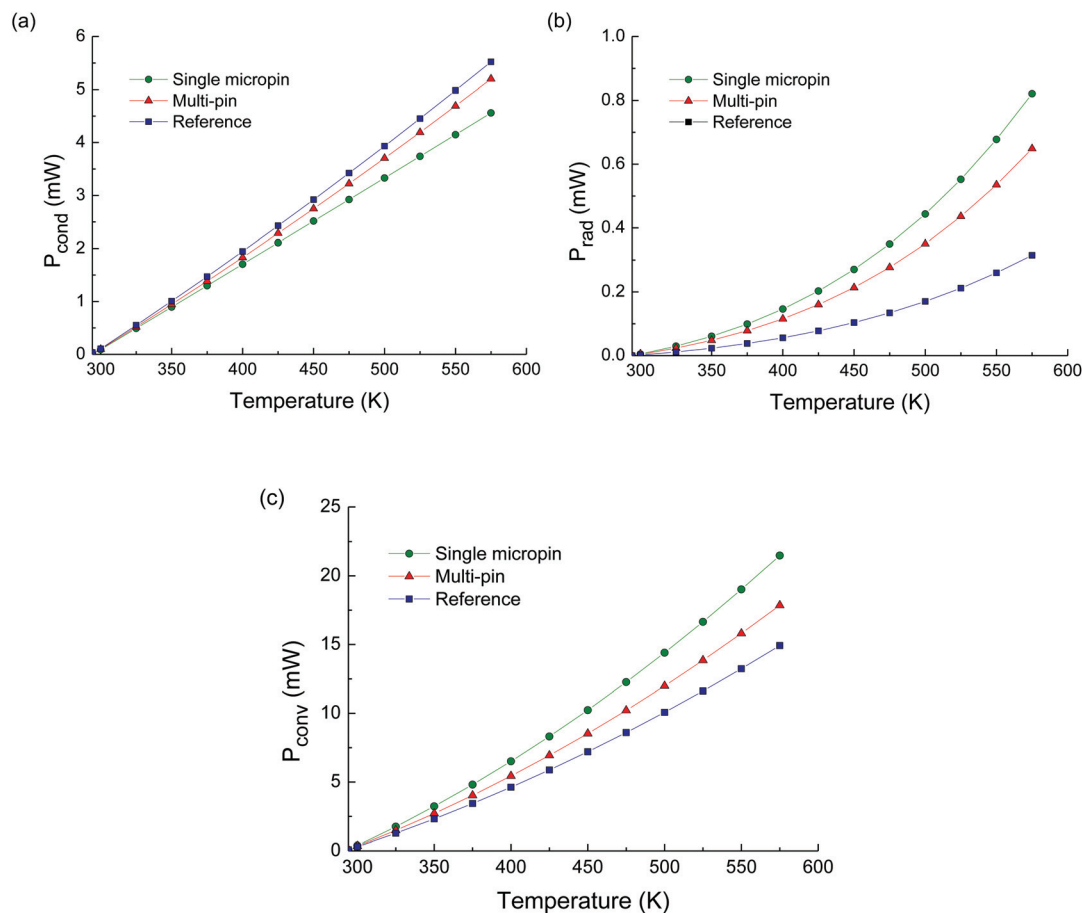 (a)
P_cond (mW)
6
5
4
3
2
1
0
Single micropin
Multi-pin
Reference
300 350 400 450 500 550 600
Temperature (K)
(b)
P_rad (mW)
1.0
0.8
0.6
0.4
0.2
0.0
Single micropin
Multi-pin
Reference
300 350 400 450 500 550 600
Temperature (K)
(c)
P_conv (mW)
25
20
15
10
5
0
Single micropin
Multi-pin
Reference
300 350 400 450 500 550 600
Temperature (K)